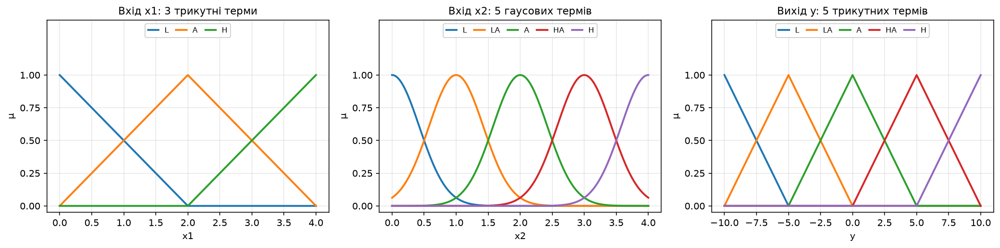 Вхід x1: 3 трикутні терми
L A H
1.00
0.75
0.50
0.25
0.00
μ
0.0 0.5 1.0 1.5 2.0 2.5 3.0 3.5 4.0
x1
Вхід x2: 5 гаусових термів
L LA A HA H
1.00
0.75
0.50
0.25
0.00
μ
0.0 0.5 1.0 1.5 2.0 2.5 3.0 3.5 4.0
x2
Вихід y: 5 трикутних термів
L LA A HA H
1.00
0.75
0.50
0.25
0.00
μ
−10.0 −7.5 −5.0 −2.5 0.0 2.5 5.0 7.5 10.0
y